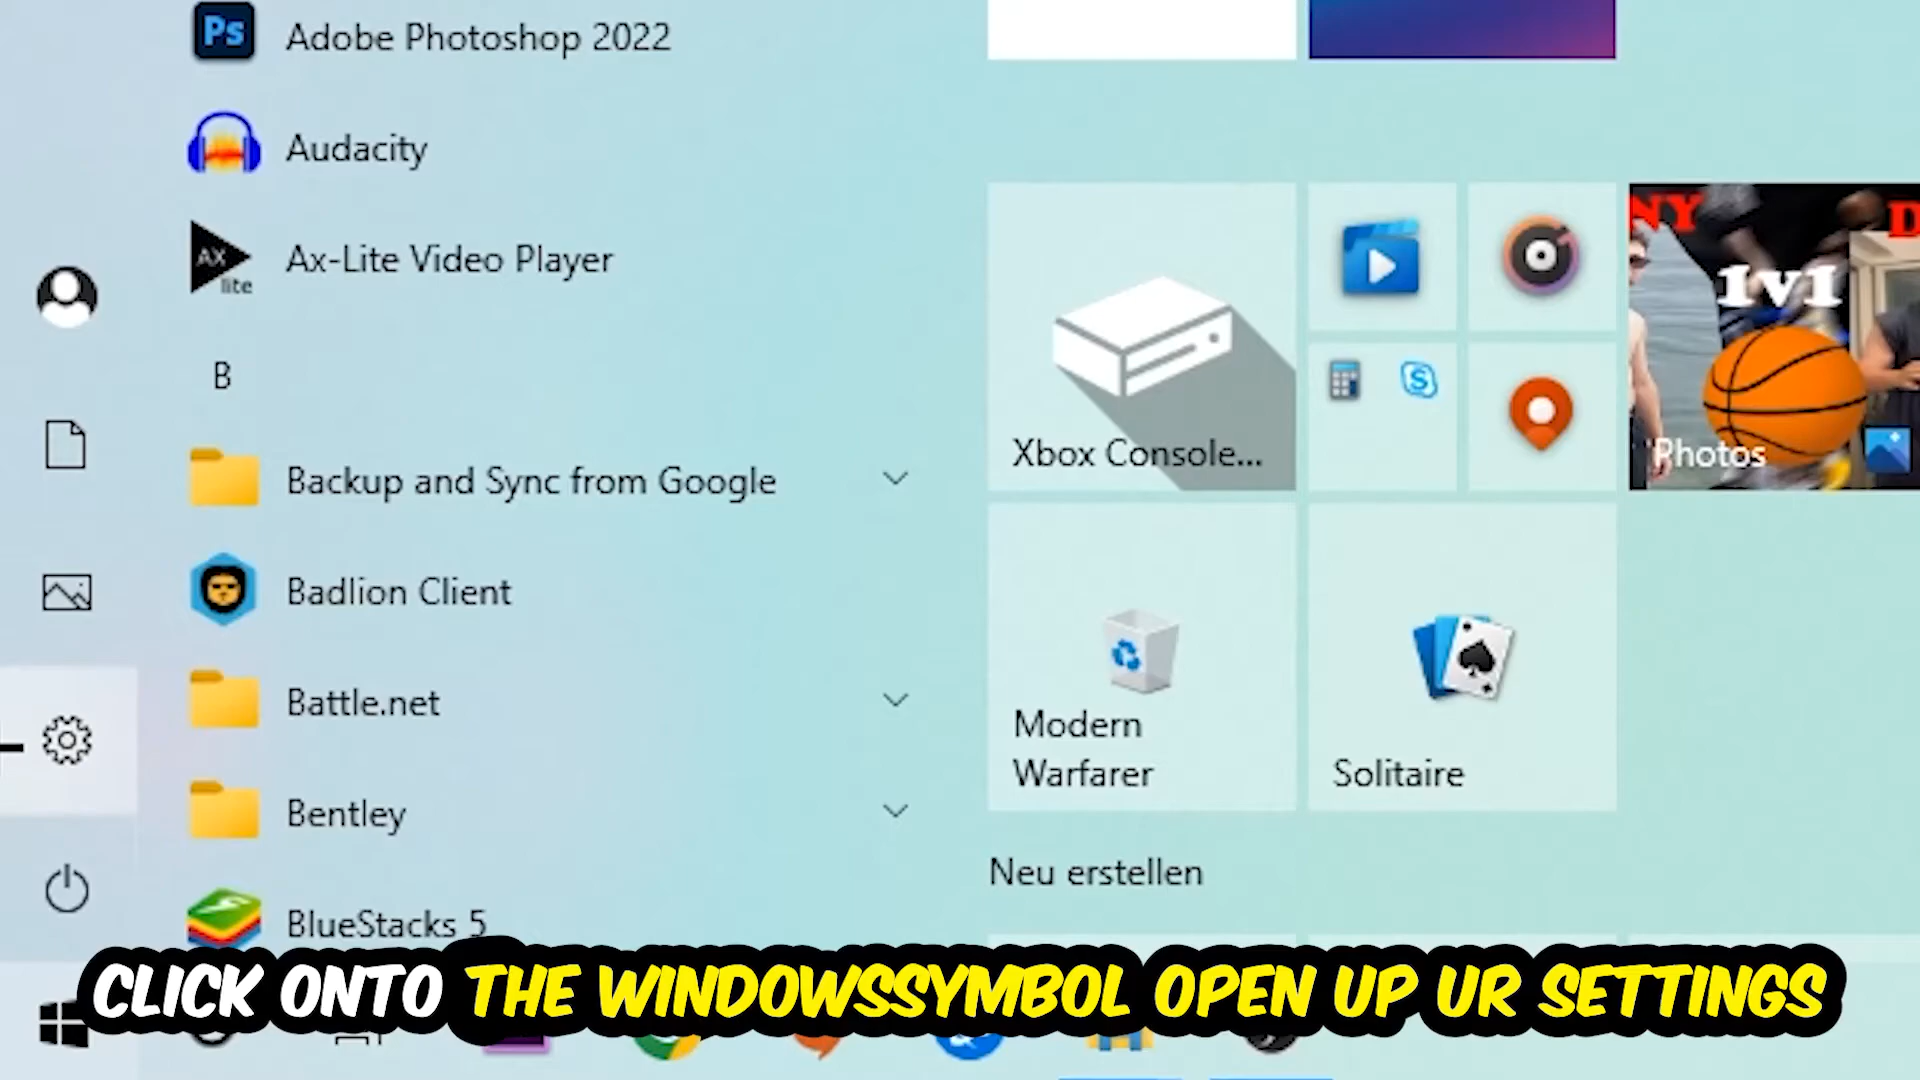 Ps
Adobe Photoshop 2022
Audacity
AX
lite
Ax-Lite Video Player
B
Backup and Sync from Google
Badlion Client
Battle.net
Bentley
BlueStacks 5
Xbox Console...
S
NY
D
1v1
Photos
Modern
Warfarer
Solitaire
Neu erstellen
CLICK ONTO THE WINDOWSSYMBOL OPEN UP UR SETTINGS